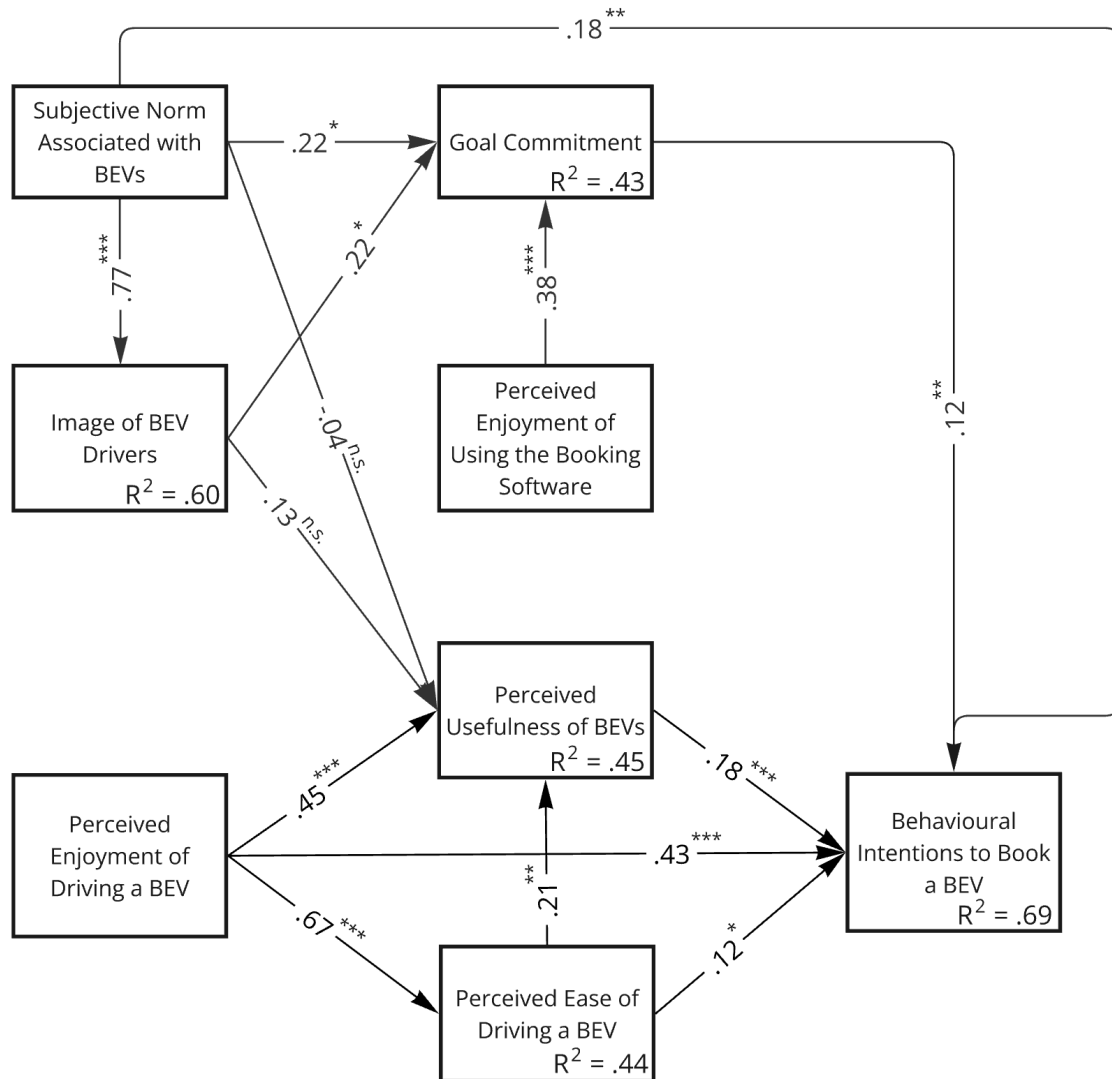 .18**
Subjective Norm
Associated with
BEVs
.22*
Goal Commitment
R² = .43
.77***
.22*
.38***
.12**
Image of BEV
Drivers
R² = .60
Perceived
Enjoyment of
Using the Booking
Software
-.04n.s.
.13n.s.
Perceived
Usefulness of BEVs
R² = .45
.45***
.18***
Perceived
Enjoyment of
Driving a BEV
.43***
Behavioural
Intentions to Book
a BEV
R² = .69
.67***
.21**
.12*
Perceived Ease of
Driving a BEV
R² = .44